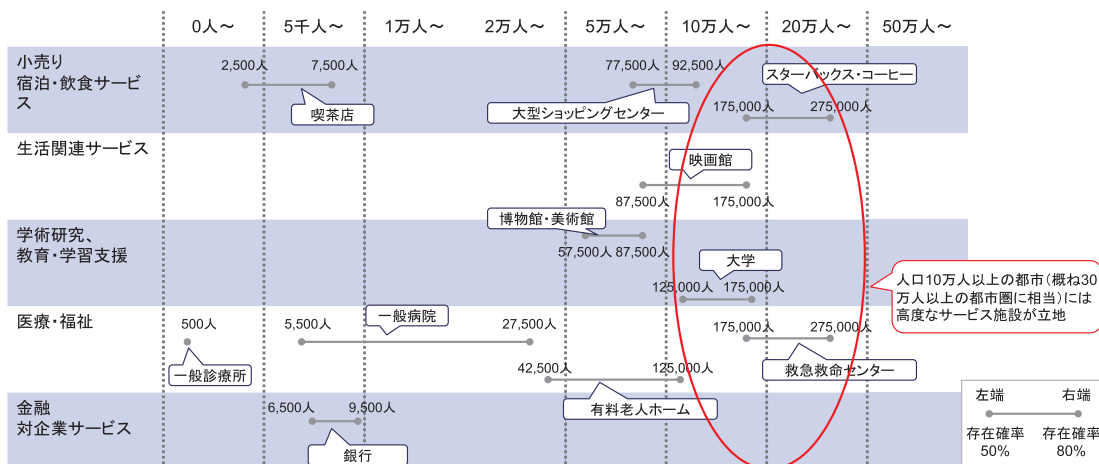 0人～ 5千人～ 1万人～ 2万人～ 5万人～ 10万人～ 20万人～ 50万人～
小売り
宿泊・飲食サービ
ス
2,500人 7,500人
喫茶店
77,500人 92,500人
大型ショッピングセンター
スターバックス・コーヒー
175,000人 275,000人
生活関連サービス
映画館
87,500人 175,000人
学術研究、
教育・学習支援
博物館・美術館
57,500人 87,500人
大学
125,000人 175,000人
人口10万人以上の都市（概ね30
万人以上の都市圏に相当）には
高度なサービス施設が立地
医療・福祉
500人
一般診療所
5,500人 27,500人
一般病院
175,000人 275,000人
救急救命センター
42,500人 125,000人
有料老人ホーム
金融
対企業サービス
6,500人 9,500人
銀行
左端 右端
存在確率 存在確率
50% 80%